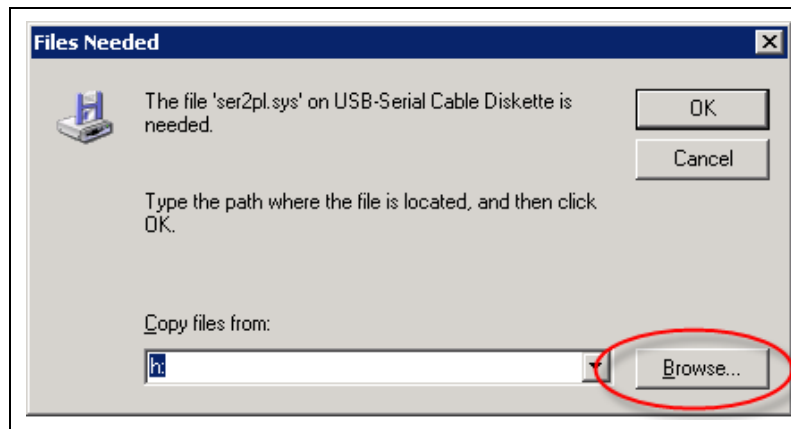 Files Needed
The file 'ser2pl.sys' on USB-Serial Cable Diskette is
needed.
OK
Cancel
Type the path where the file is located, and then click
OK.
Copy files from:
h:
Browse...